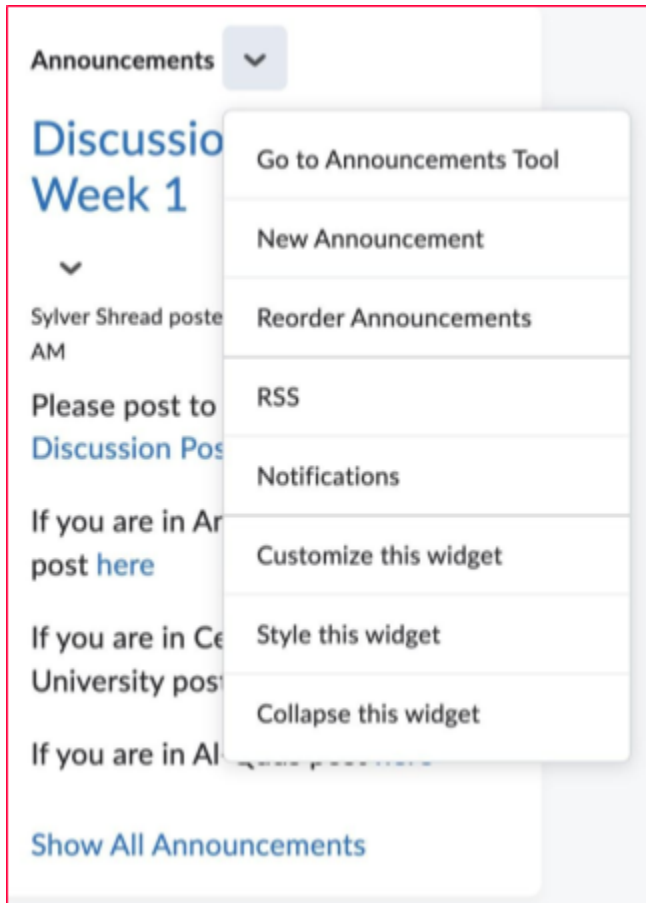 Announcements
Discussio
Week 1
Sylver Shread poste
AM
Please post to
Discussion Pos
If you are in Ar
post here
If you are in Ce
University pos
If you are in Al
Show All Announcements
Go to Announcements Tool
New Announcement
Reorder Announcements
RSS
Notifications
Customize this widget
Style this widget
Collapse this widget